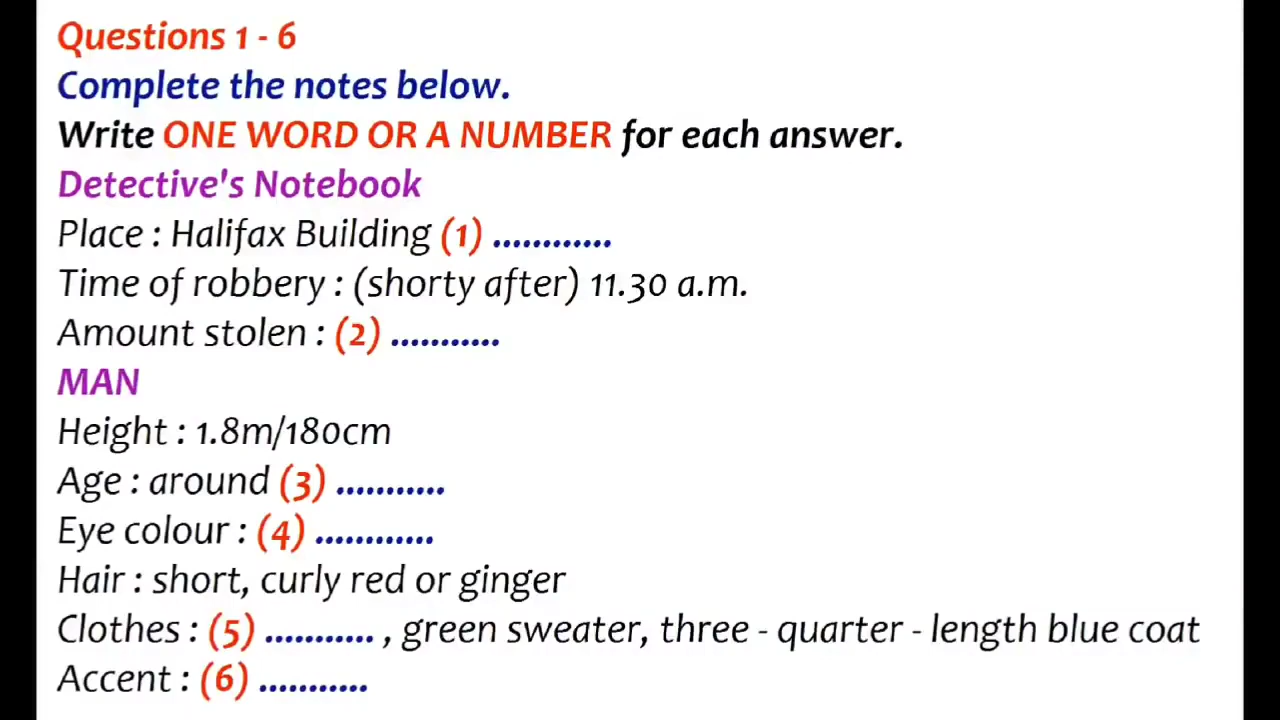 Questions 1 - 6
Complete the notes below.
Write ONE WORD OR A NUMBER for each answer.
Detective's Notebook
Place : Halifax Building (1) ............
Time of robbery : (shorty after) 11.30 a.m.
Amount stolen : (2) ...........
MAN
Height : 1.8m/180cm
Age : around (3) ...........
Eye colour : (4) ............
Hair : short, curly red or ginger
Clothes : (5) ........... , green sweater, three - quarter - length blue coat
Accent : (6) ...........